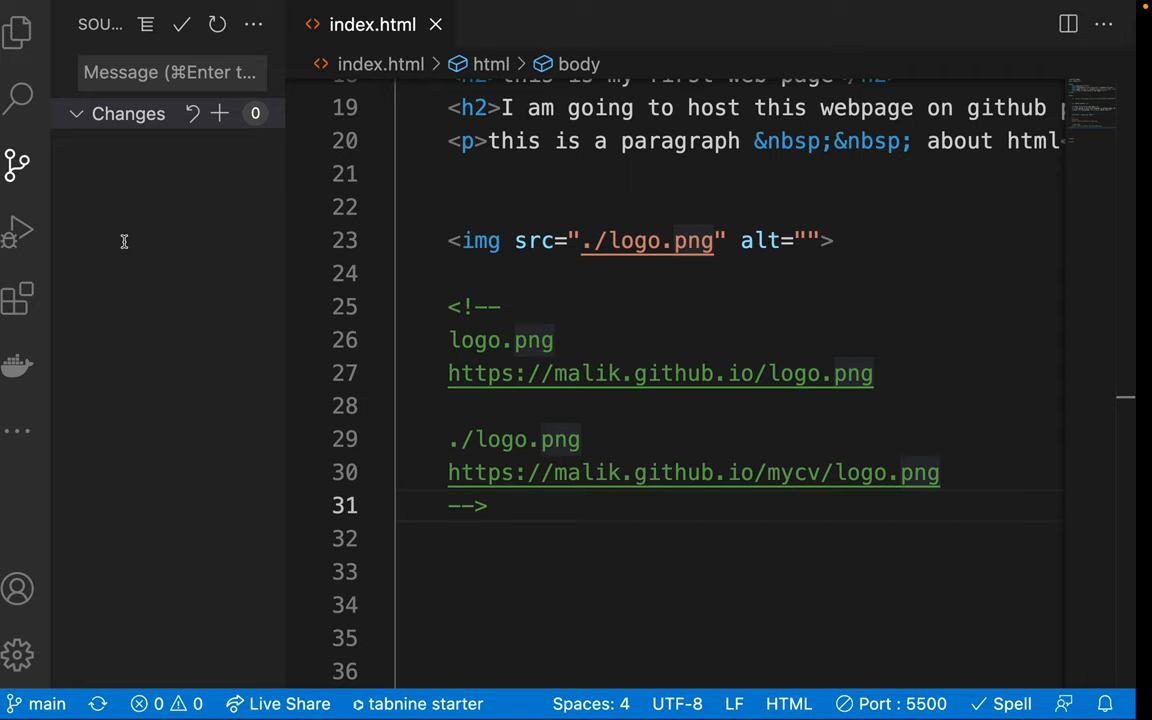 SOU...
index.html
Message (⌘Enter t...
index.html > html > body
Changes
0
19 <h2>I am going to host this webpage on github
20 <p>this is a paragraph &nbsp;&nbsp; about html
21
22
23 <img src="./logo.png" alt="">
24
25 <!--
26 logo.png
27 https://malik.github.io/logo.png
28
29 ./logo.png
30 https://malik.github.io/mycv/logo.png
31 -->
32
33
34
35
36
main 0 0 Live Share tabnine starter Spaces: 4 UTF-8 LF HTML Port : 5500 Spell